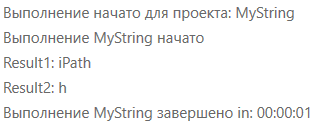 Выполнение начато для проекта: MyString
Выполнение MyString начато
Result1: iPath
Result2: h
Выполнение MyString завершено in: 00:00:01